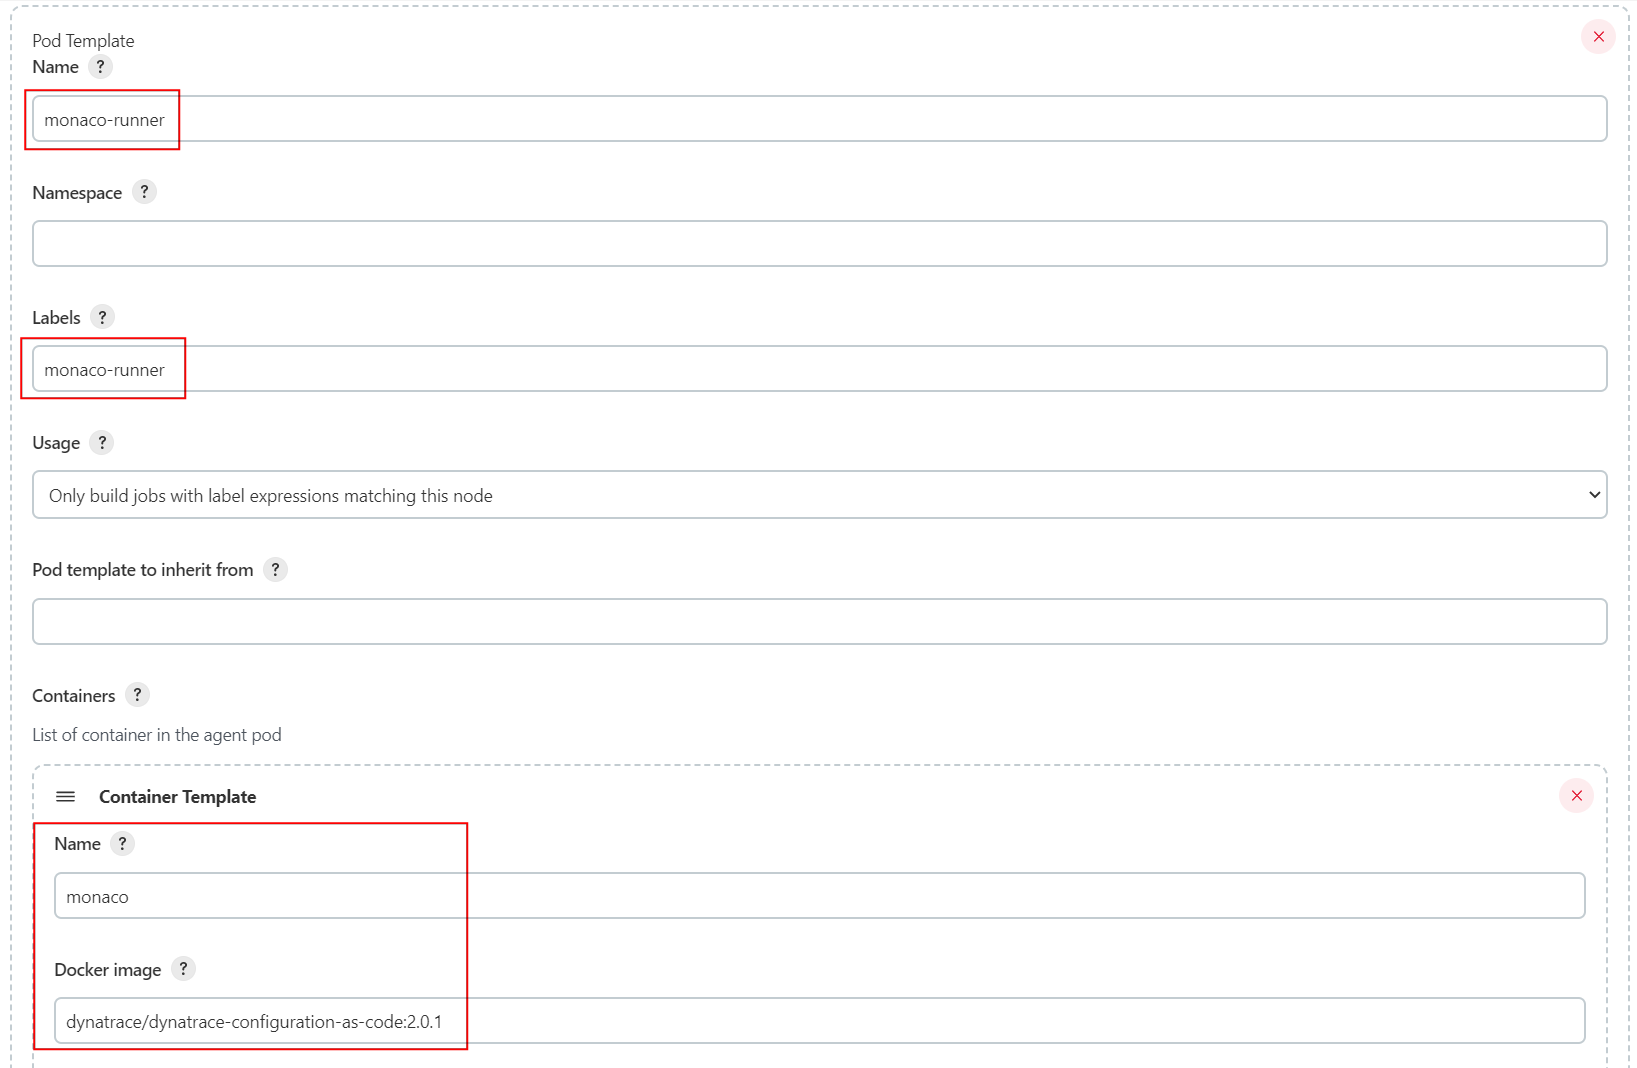 Pod Template
Name ?
monaco-runner
Namespace ?
Labels ?
monaco-runner
Usage ?
Only build jobs with label expressions matching this node
Pod template to inherit from ?
Containers ?
List of container in the agent pod
Container Template
Name ?
monaco
Docker image ?
dynatrace/dynatrace-configuration-as-code:2.0.1